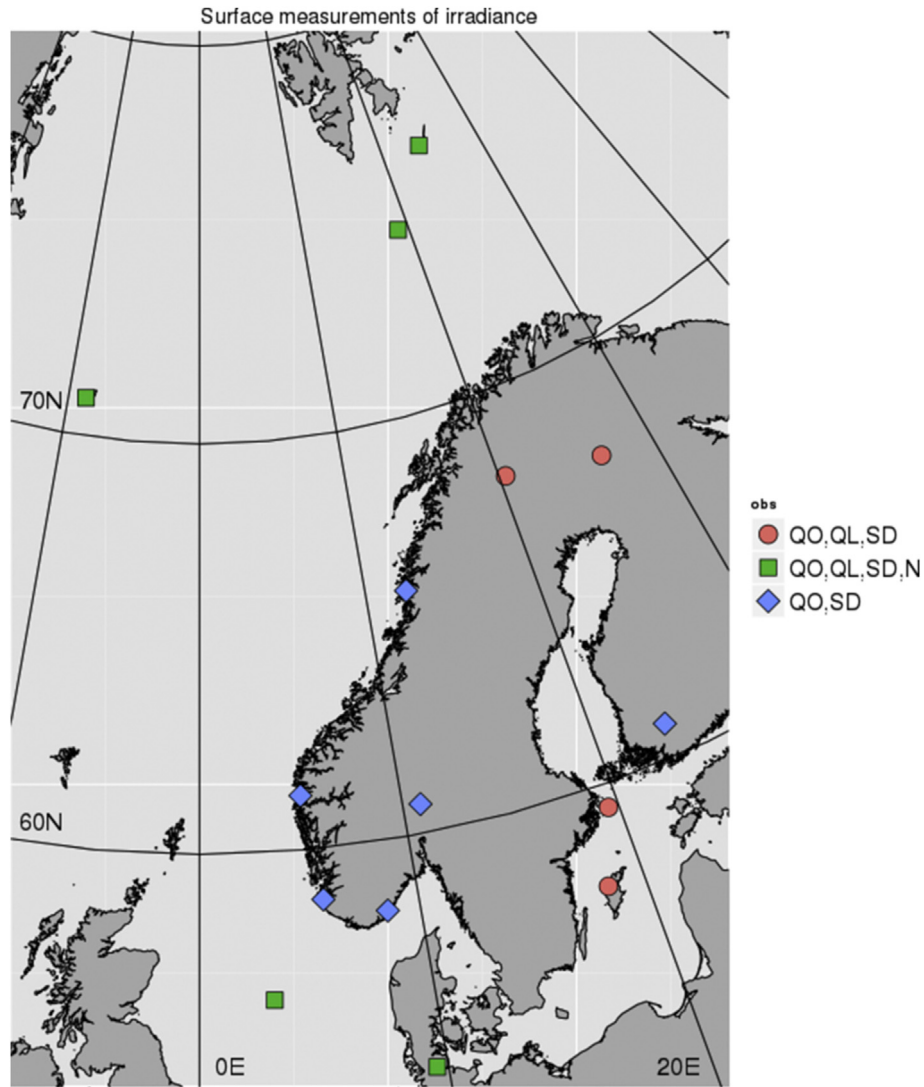 Surface measurements of irradiance
70N
60N
0E
20E
obs
QO,QL,SD
QO,QL,SD,N
QO,SD